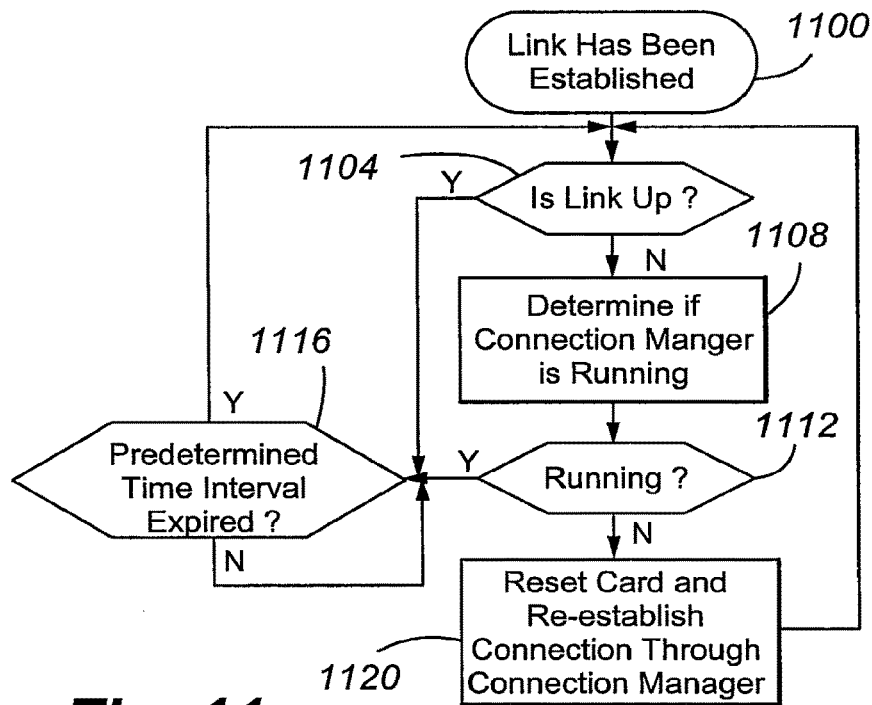 Link Has Been
Established
1100
1104
Y
Is Link Up ?
N
1108
Determine if
Connection Manger
is Running
1116
Y
Predetermined
Time Interval
Expired ?
N
Y
Running ?
1112
N
Reset Card and
Re-establish
Connection Through
Connection Manager
1120